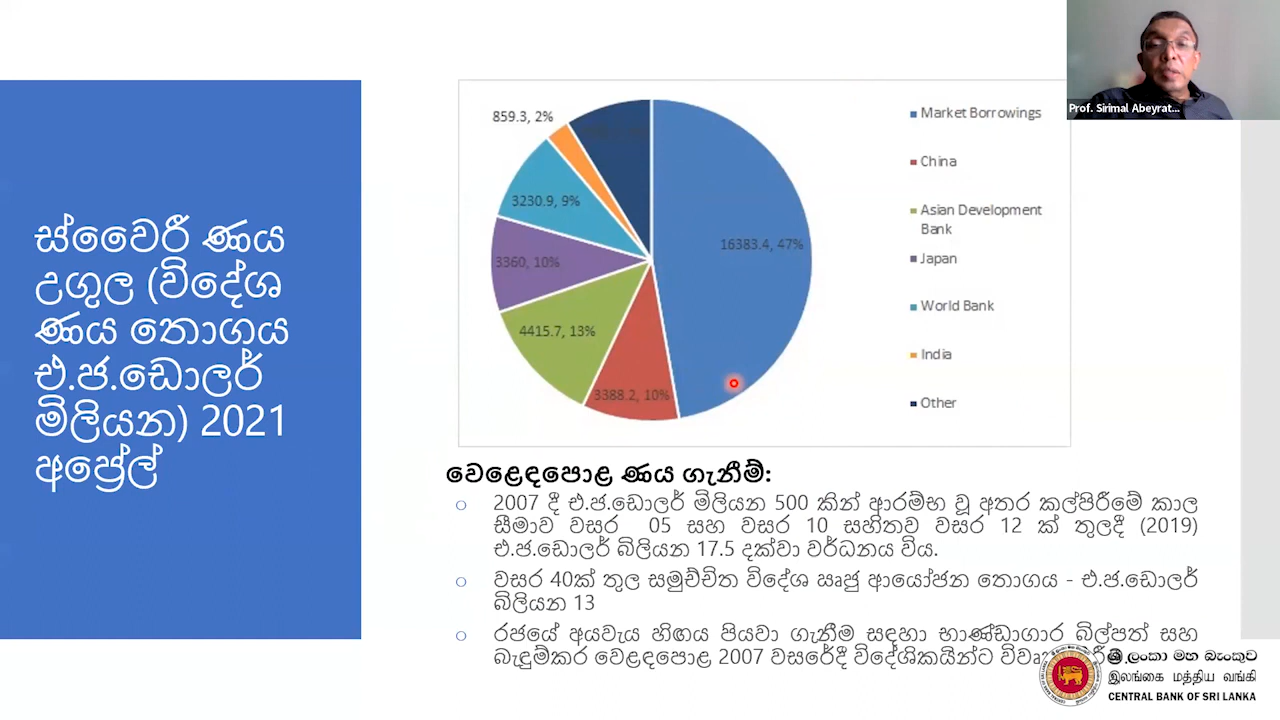 Prof. Sirimal Abeyrat...
ස්වෛරී ණය
උගුල (විදේශ
ණය තොගය
එ.ජ.ඩොලර්
මිලියන) 2021
අප්‍රේල්
859.3, 2%
3230.9, 9%
3360, 10%
4415.7, 13%
3388.2, 10%
16383.4, 47%
Market Borrowings
China
Asian Development
Bank
Japan
World Bank
India
Other
වෙළෙඳපොළ ණය ගැනීම්:
2007 දී එ.ජ.ඩොලර් මිලියන 500 කින් ආරම්භ වූ අතර කල්පිරීමේ කාල
සීමාව වසර 05 සහ වසර 10 සහිතව වසර 12 ක් තුලදී (2019)
එ.ජ.ඩොලර් බිලියන 17.5 දක්වා වර්ධනය විය.
වසර 40ක් තුල සමුච්චිත විදේශ ඍජු ආයෝජන තොගය - එ.ජ.ඩොලර්
බිලියන 13
රජයේ අයවැය හිඟය පියවා ගැනීම සඳහා භාණ්ඩාගාර බිල්පත් සහ
බැඳුම්කර වෙළඳපොළ 2007 වසරේදී විදේශිකයින්ට
ශ්‍රී ලංකා මහ බැංකුව
இலங்கை மத்திய வங்கி
CENTRAL BANK OF SRI LANKA